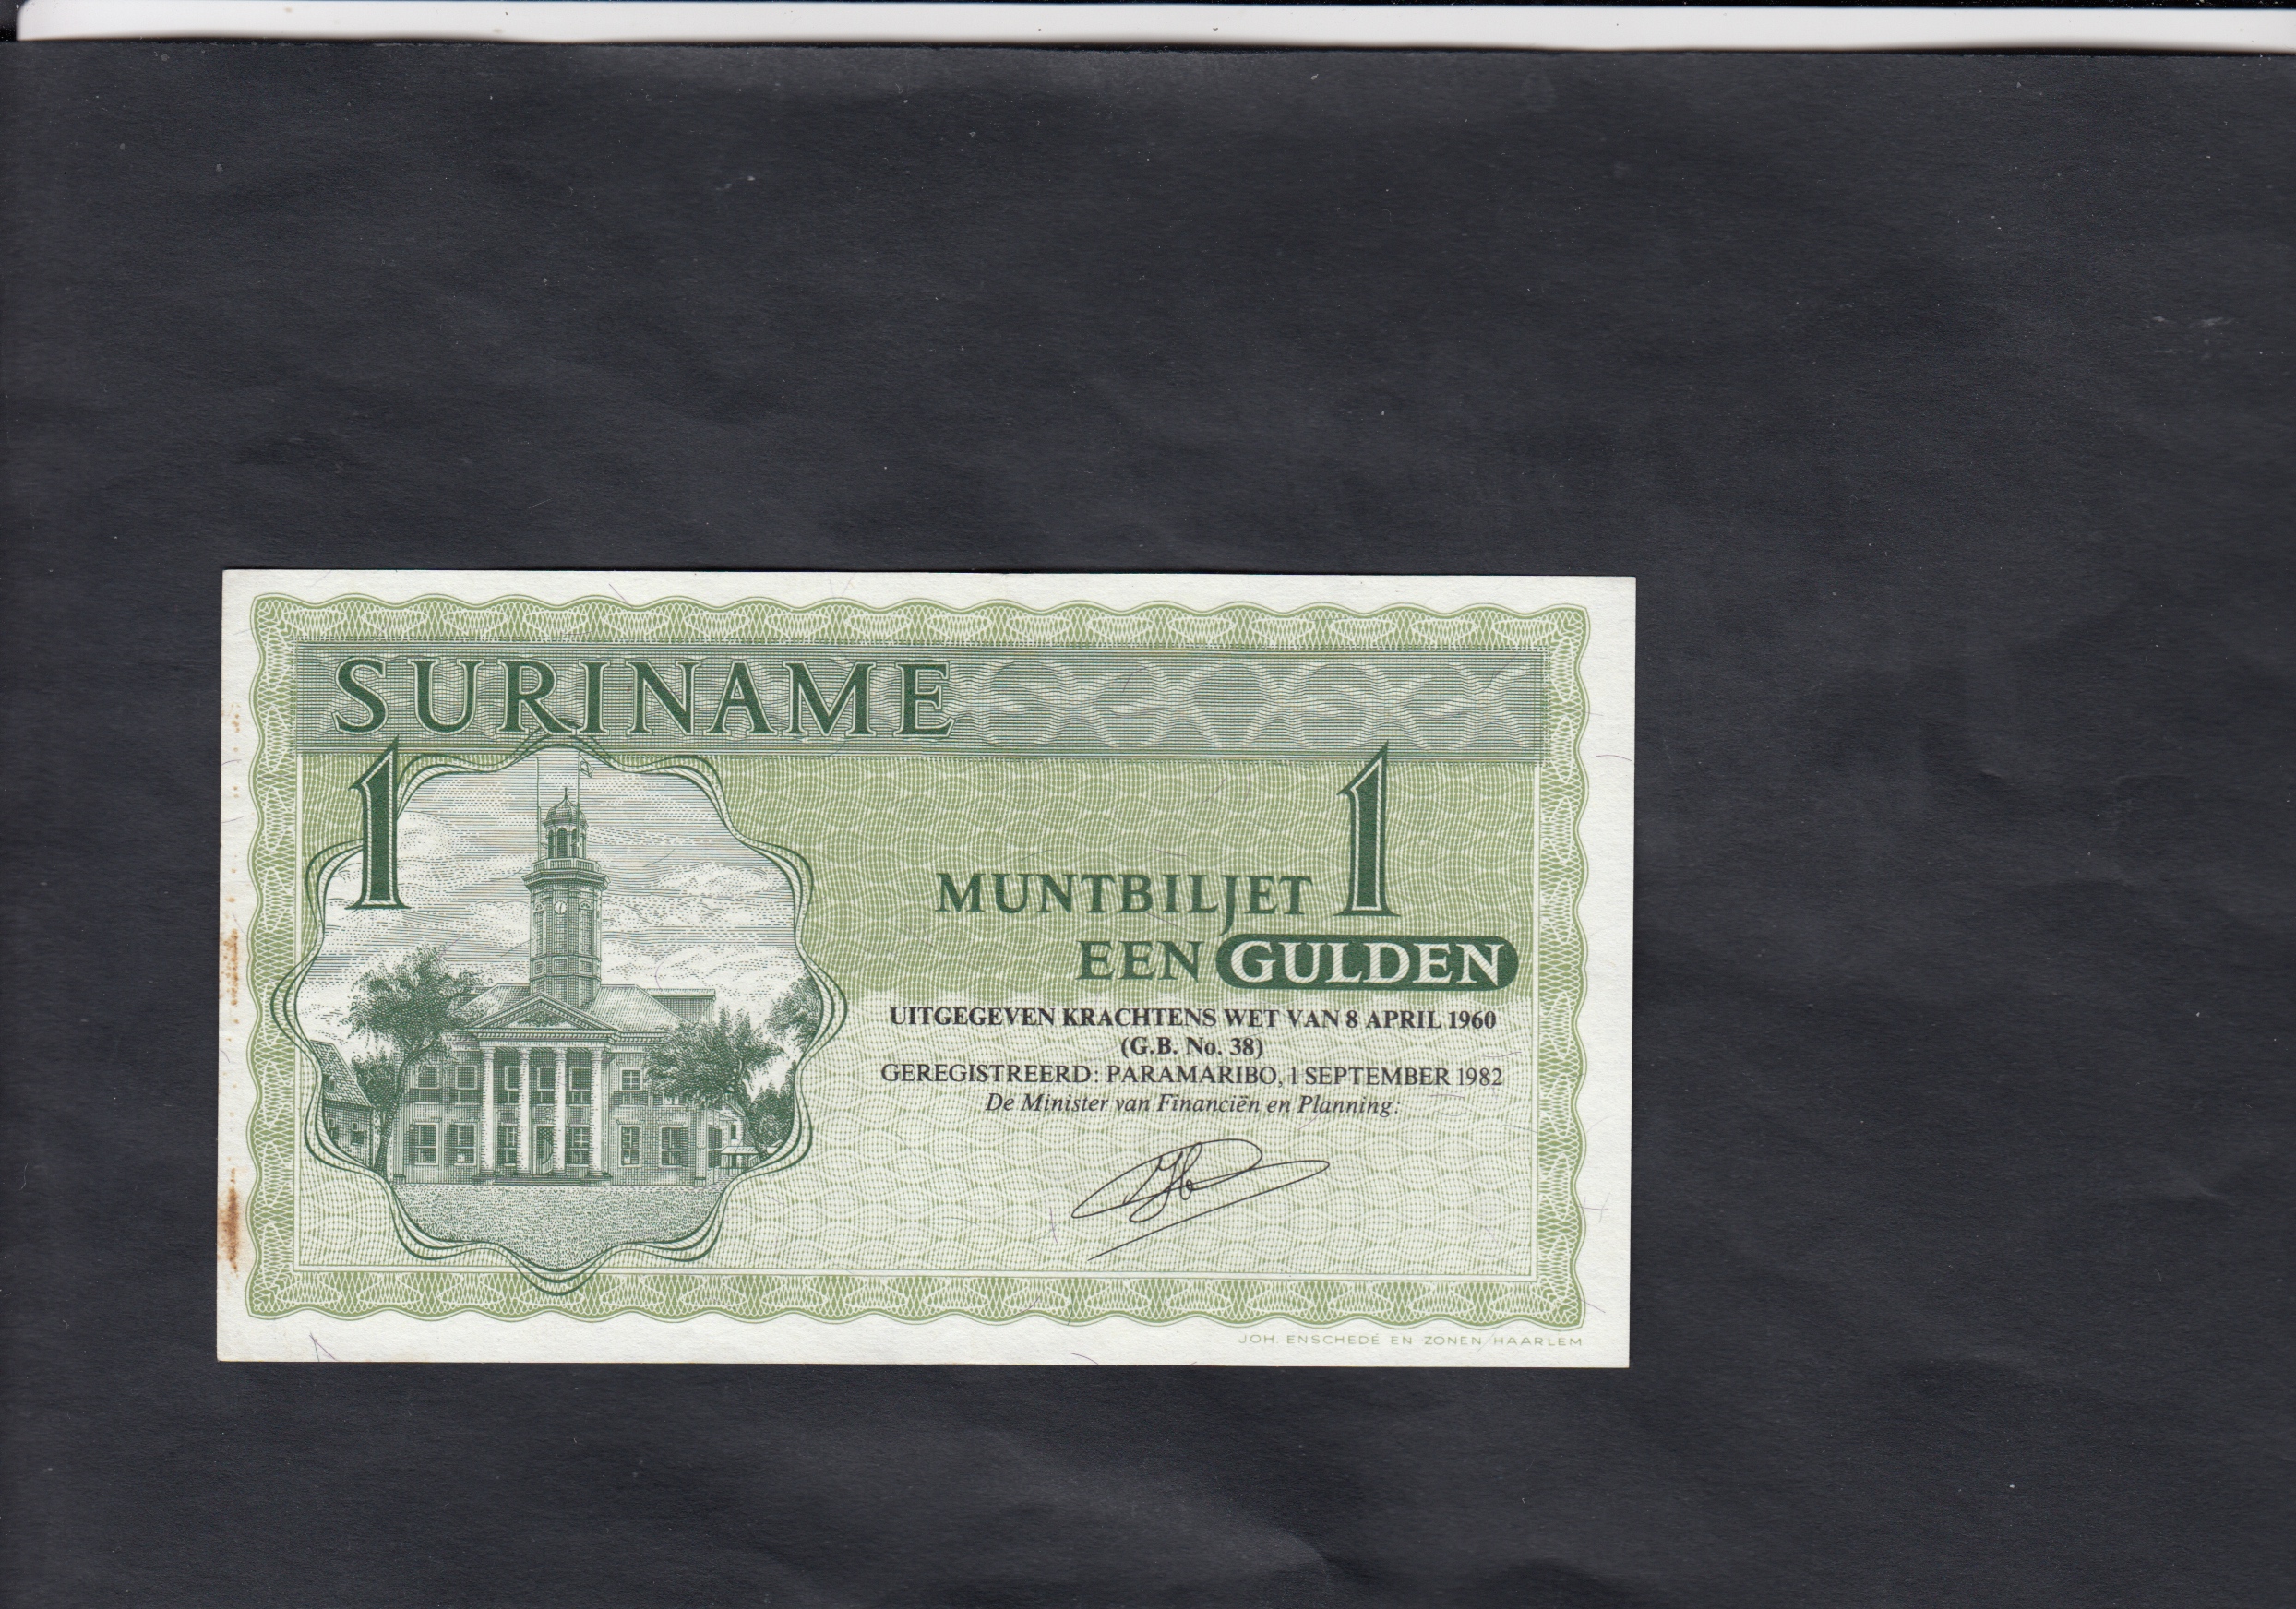 SURINAME
1
1
MUNTBILJET
EEN GULDEN
UITGEGEVEN KRACHTENS WET VAN 8 APRIL 1960
(G.B. No. 38)
GEREGISTREERD: PARAMARIBO, 1 SEPTEMBER 1982
De Minister van Financiën en Planning:
JOH. ENSCHEDÉ EN ZONEN HAARLEM